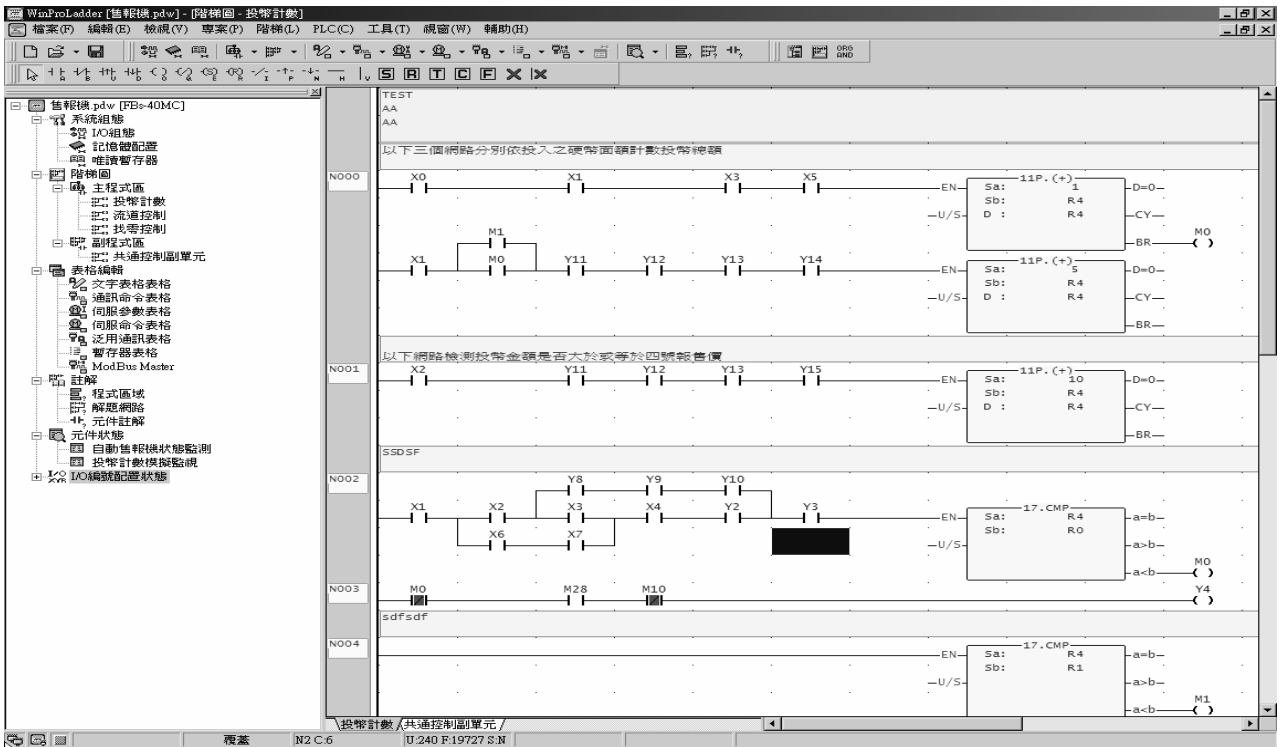 WinProLadder [售報機.pdw] - [階梯圖 - 投幣計數]
檔案(F) 編輯(E) 檢視(V) 專案(P) 階梯(L) PLC(C) 工具(T) 視窗(W) 輔助(H)
售報機.pdw [FBs-40MC]
系統組態
I/O組態
記憶體配置
唯讀暫存器
階梯圖
主程式區
投幣計數
流道控制
找零控制
副程式區
共通控制副單元
表格編輯
文字表格表格
通訊命令表格
伺服參數表格
伺服命令表格
泛用通訊表格
暫存器表格
ModBus Master
註解
程式區域
解題網路
元件註解
元件狀態
自動售報機狀態監測
投幣計數模擬監視
I/O編號配置狀態
TEST
AA
AA
以下三個網路分別依投入之硬幣面額計數投幣總額
N000 X0 X1 X3 X5 EN 11P.(+) Sa: 1 D=0
Sb: R4
U/S D : R4 CY
BR M0
M1
X1 M0 Y11 Y12 Y13 Y14 EN 11P.(+) Sa: 5 D=0
Sb: R4
U/S D : R4 CY
BR
以下網路檢測投幣金額是否大於或等於四號報售價
N001 X2 Y11 Y12 Y13 Y15 EN 11P.(+) Sa: 10 D=0
Sb: R4
U/S D : R4 CY
BR
SSDSF
N002 Y8 Y9 Y10
X1 X2 X3 X4 Y2 Y3 EN 17.CMP Sa: R4 a=b
Sb: R0
X6 X7 U/S a>b
a<b M0
N003 M0 M28 M10 Y4
sdfsdf
N004 EN 17.CMP Sa: R4 a=b
Sb: R1
U/S a>b
a<b M1
投幣計數 共通控制副單元
覆蓋 N2 C:6 U:240 F:19727 S:N